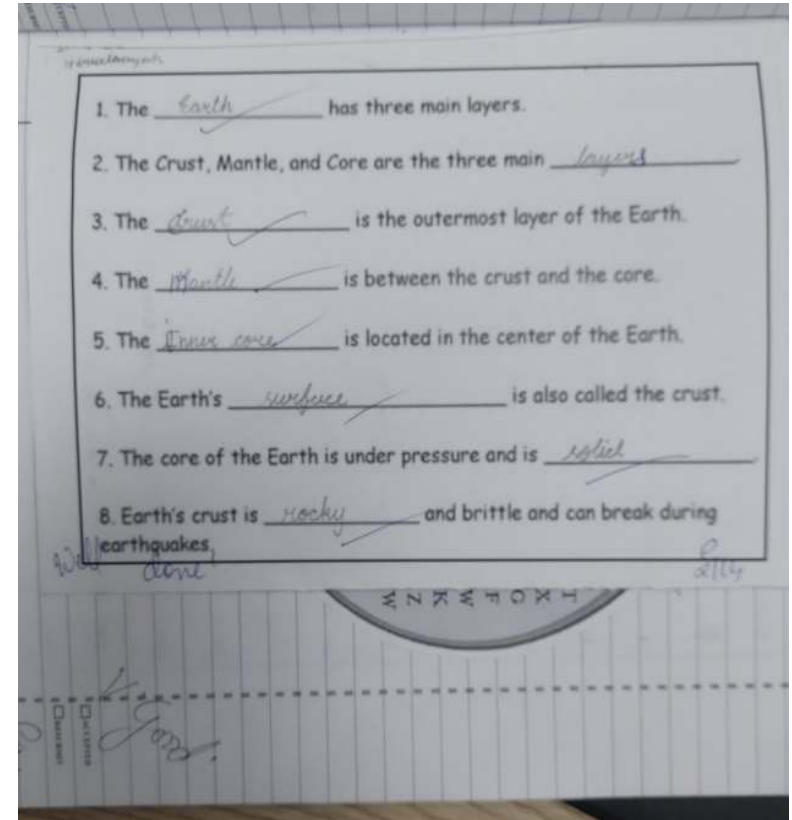 1. The Earth has three main layers.
2. The Crust, Mantle, and Core are the three main layers
3. The Crust is the outermost layer of the Earth.
4. The Mantle is between the crust and the core.
5. The Inner core is located in the center of the Earth.
6. The Earth's surface is also called the crust.
7. The core of the Earth is under pressure and is solid
8. Earth's crust is rocky and brittle and can break during
earthquakes.
Well done
W Z K W F G X T
Good
ACCEPTED